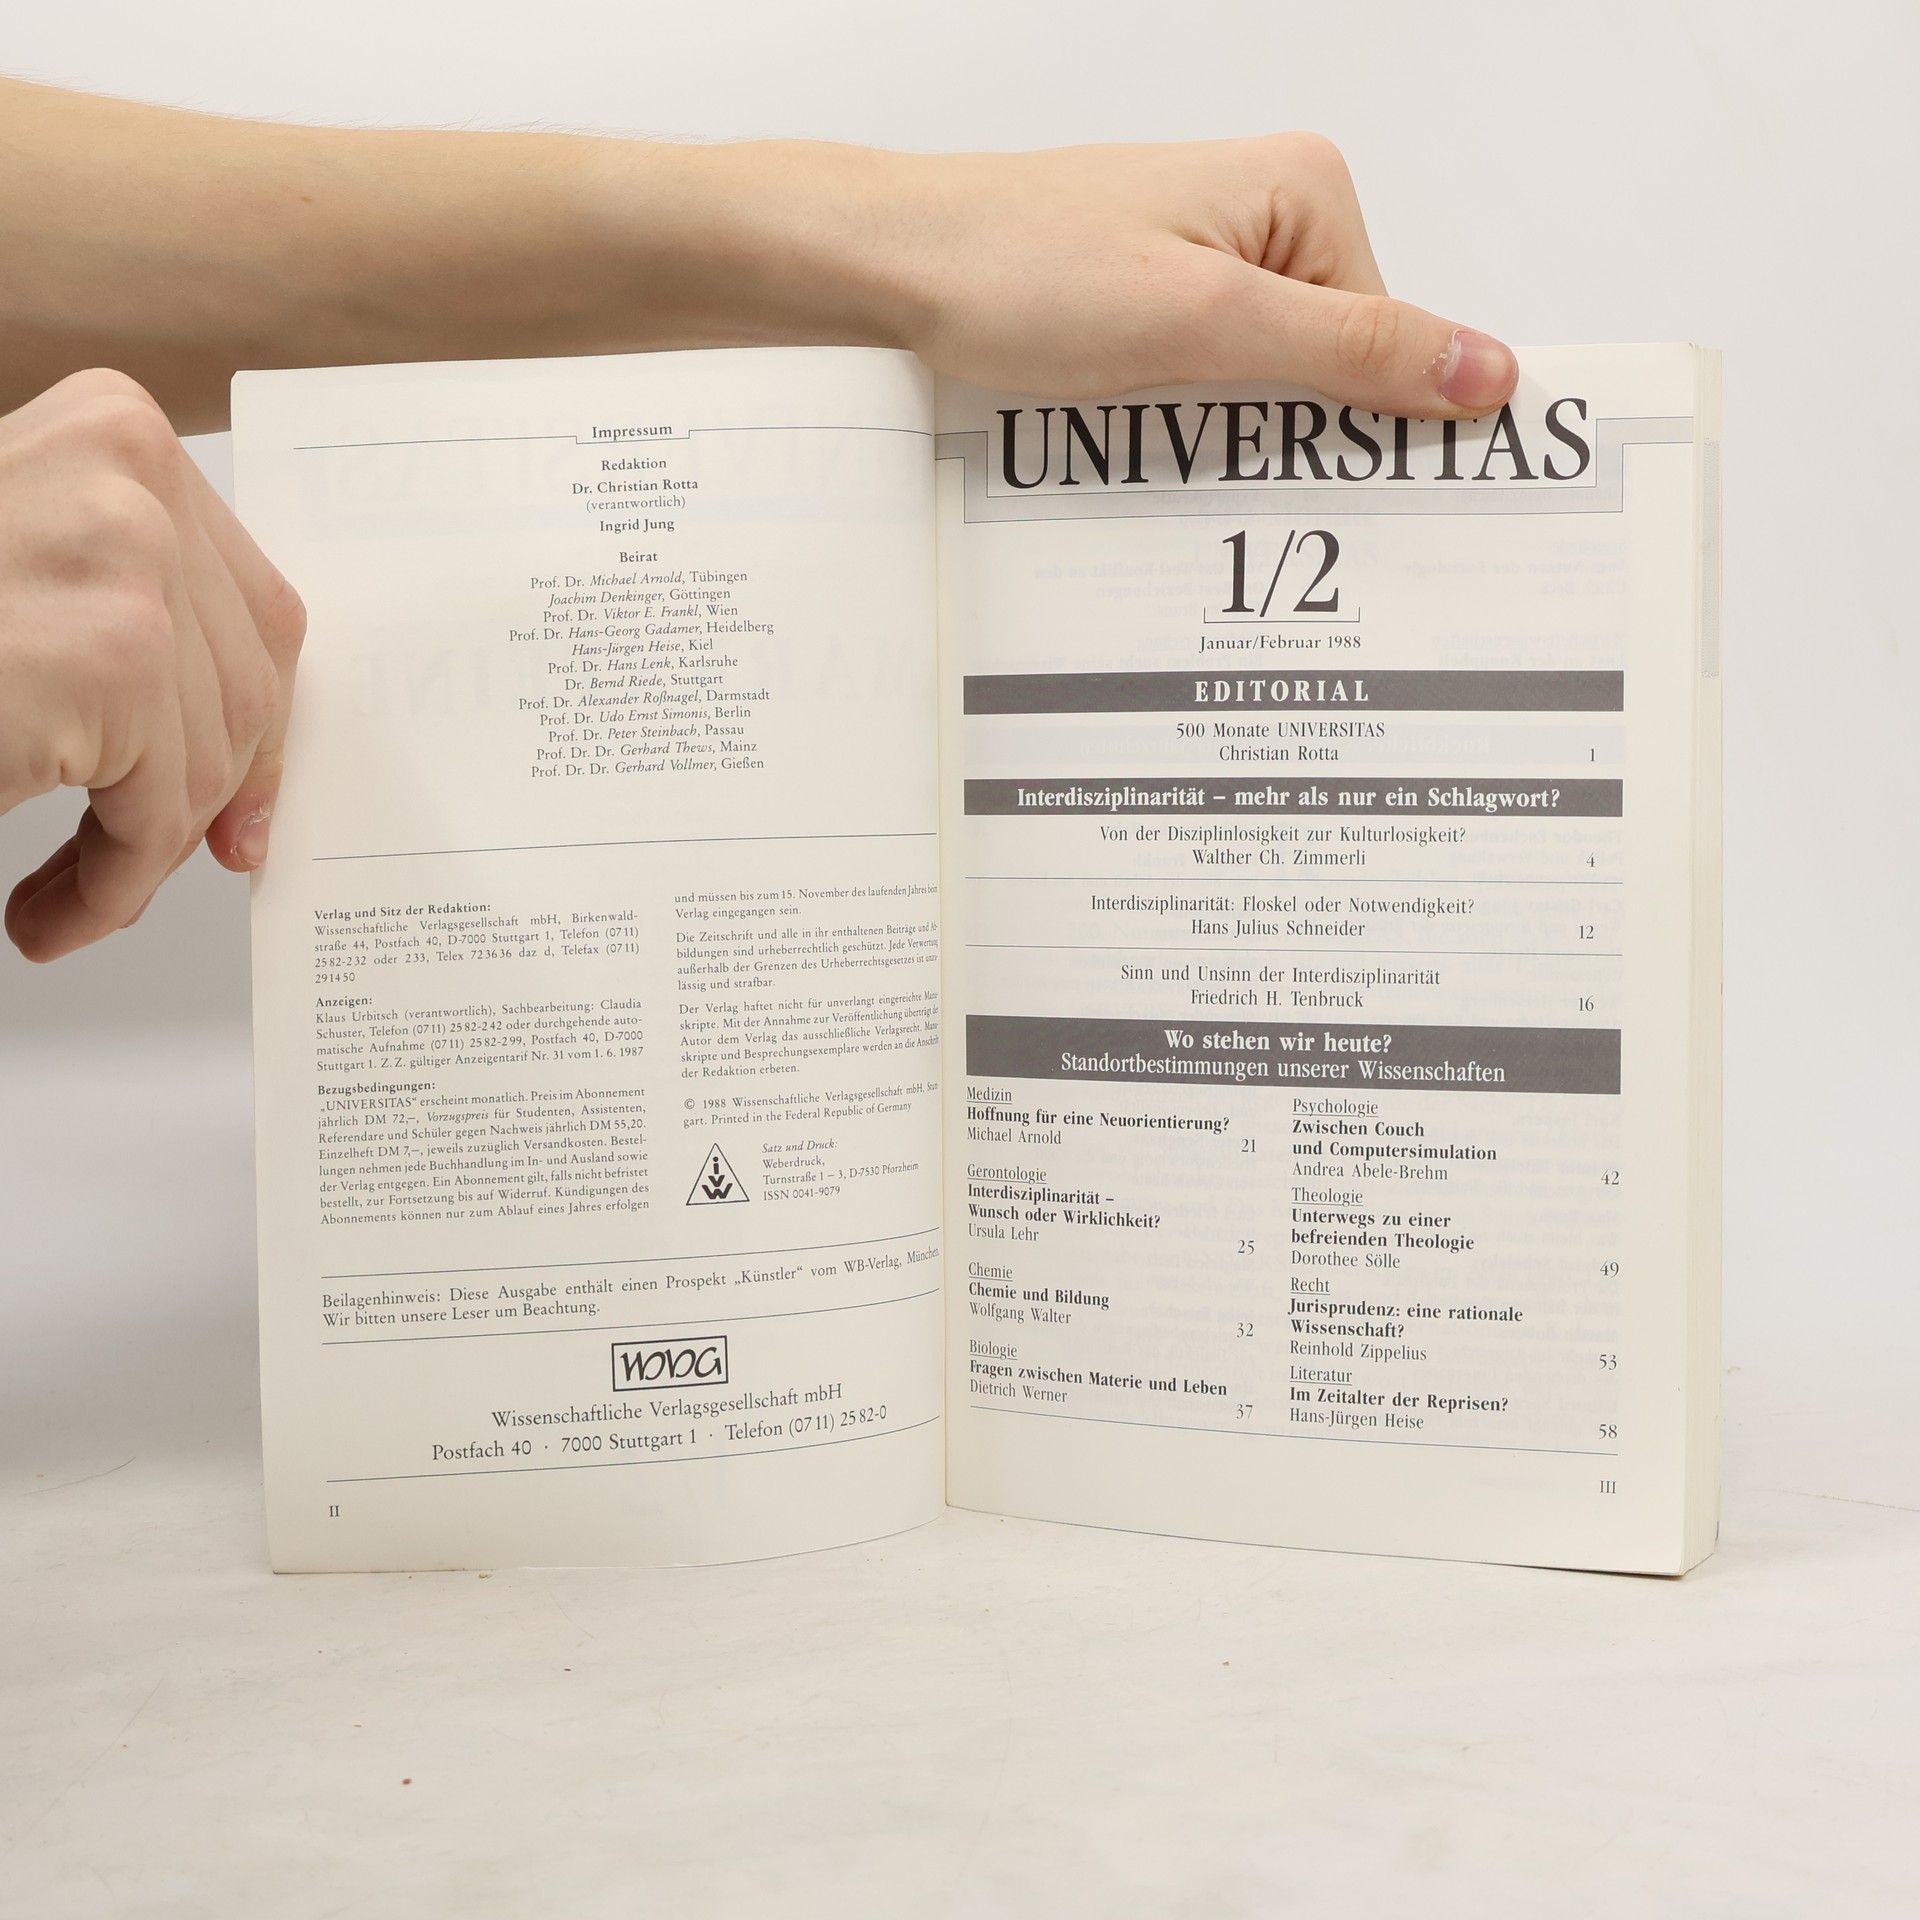 Impressum
Redaktion
Dr. Christian Rotta
(verantwortlich)
Ingrid Jung
Beirat
Prof. Dr. Michael Arnold, Tübingen
Joachim Denkinger, Göttingen
Prof. Dr. Viktor E. Frankl, Wien
Prof. Dr. Hans-Georg Gadamer, Heidelberg
Hans-Jürgen Heise, Kiel
Prof. Dr. Hans Lenk, Karlsruhe
Dr. Bernd Riede, Stuttgart
Prof. Dr. Alexander Roßnagel, Darmstadt
Prof. Dr. Udo Ernst Simonis, Berlin
Prof. Dr. Peter Steinbach, Passau
Prof. Dr. Dr. Gerhard Thews, Mainz
Prof. Dr. Dr. Gerhard Vollmer, Gießen
Verlag und Sitz der Redaktion:
Wissenschaftliche Verlagsgesellschaft mbH, Birkenwald-
straße 44, Postfach 40, D-7000 Stuttgart 1, Telefon (0711)
2582-232 oder 233, Telex 723636 daz d, Telefax (0711)
291450
Anzeigen:
Klaus Urbitsch (verantwortlich), Sachbearbeitung: Claudia
Schuster, Telefon (0711) 2582-242 oder durchgehende auto-
matische Aufnahme (0711) 2582-299, Postfach 40, D-7000
Stuttgart 1. Z. Z. gültiger Anzeigentarif Nr. 31 vom 1. 6. 1987
Bezugsbedingungen:
„UNIVERSITAS“ erscheint monatlich. Preis im Abonnement
jährlich DM 72,–, Vorzugspreis für Studenten, Assistenten,
Referendare und Schüler gegen Nachweis jährlich DM 55,20.
Einzelheft DM 7,–, jeweils zuzüglich Versandkosten. Bestel-
lungen nehmen jede Buchhandlung im In- und Ausland sowie
der Verlag entgegen. Ein Abonnement gilt, falls nicht befristet
bestellt, zur Fortsetzung bis auf Widerruf. Kündigungen des
Abonnements können nur zum Ablauf eines Jahres erfolgen
und müssen bis zum 15. November des laufenden Jahres beim
Verlag eingegangen sein.
Die Zeitschrift und alle in ihr enthaltenen Beiträge und Ab-
bildungen sind urheberrechtlich geschützt. Jede Verwertung
außerhalb der Grenzen des Urheberrechtsgesetzes ist unzu-
lässig und strafbar.
Der Verlag haftet nicht für unverlangt eingereichte Manu-
skripte. Mit der Annahme zur Veröffentlichung überträgt der
Autor dem Verlag das ausschließliche Verlagsrecht. Manu-
skripte und Besprechungsexemplare werden an die Anschrift
der Redaktion erbeten.
© 1988 Wissenschaftliche Verlagsgesellschaft mbH, Stutt-
gart. Printed in the Federal Republic of Germany
IVW
Satz und Druck:
Weberdruck,
Turnstraße 1 – 3, D-7530 Pforzheim
ISSN 0041-9079
Beilagenhinweis: Diese Ausgabe enthält einen Prospekt „Künstler“ vom WB-Verlag, München.
Wir bitten unsere Leser um Beachtung.
WVG
Wissenschaftliche Verlagsgesellschaft mbH
Postfach 40 · 7000 Stuttgart 1 · Telefon (0711) 2582-0
II
UNIVERSITAS
1/2
Januar/Februar 1988
EDITORIAL
500 Monate UNIVERSITAS
Christian Rotta 1
Interdisziplinarität – mehr als nur ein Schlagwort?
Von der Disziplinlosigkeit zur Kulturlosigkeit?
Walther Ch. Zimmerli 4
Interdisziplinarität: Floskel oder Notwendigkeit?
Hans Julius Schneider 12
Sinn und Unsinn der Interdisziplinarität
Friedrich H. Tenbruck 16
Wo stehen wir heute?
Standortbestimmungen unserer Wissenschaften
Medizin
Hoffnung für eine Neuorientierung?
Michael Arnold 21
Gerontologie
Interdisziplinarität –
Wunsch oder Wirklichkeit?
Ursula Lehr 25
Chemie
Chemie und Bildung
Wolfgang Walter 32
Biologie
Fragen zwischen Materie und Leben
Dietrich Werner 37
Psychologie
Zwischen Couch
und Computersimulation
Andrea Abele-Brehm 42
Theologie
Unterwegs zu einer
befreienden Theologie
Dorothee Sölle 49
Recht
Jurisprudenz: eine rationale
Wissenschaft?
Reinhold Zippelius 53
Literatur
Im Zeitalter der Reprisen?
Hans-Jürgen Heise 58
III